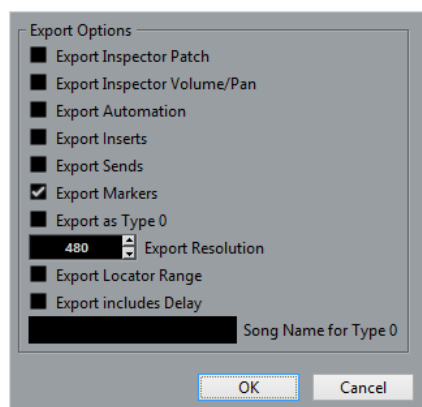 Export Options
Export Inspector Patch
Export Inspector Volume/Pan
Export Automation
Export Inserts
Export Sends
Export Markers
Export as Type 0
480 Export Resolution
Export Locator Range
Export includes Delay
Song Name for Type 0
OK Cancel